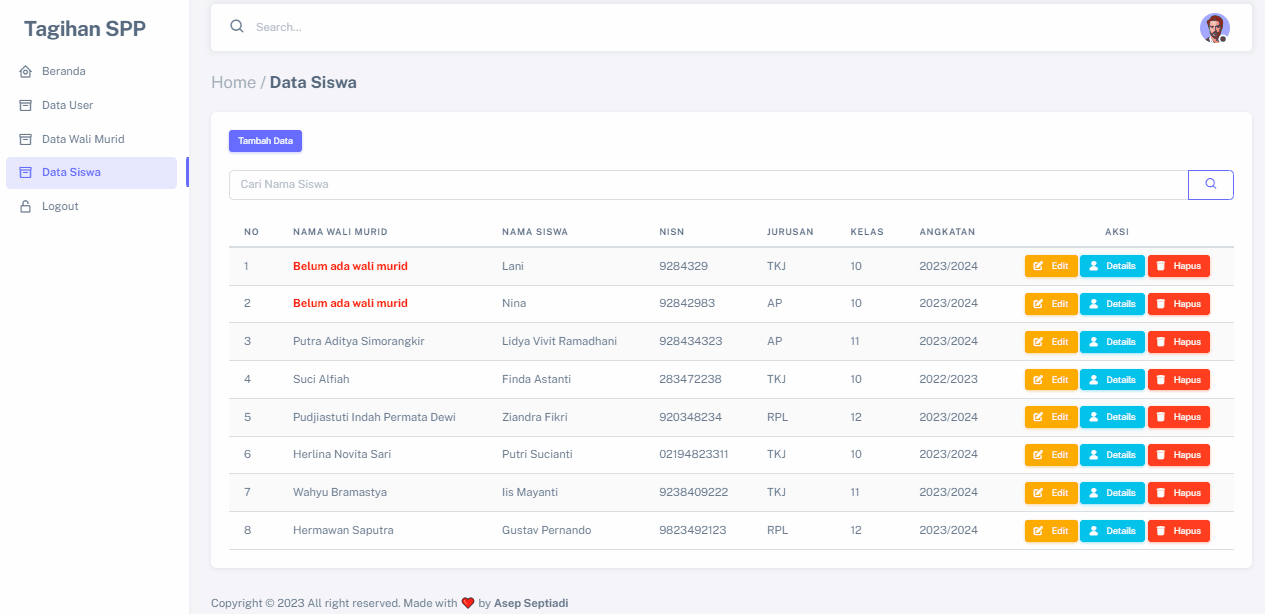 Tagihan SPP
Beranda
Data User
Data Wali Murid
Data Siswa
Logout
Search...
Home / Data Siswa
Tambah Data
Cari Nama Siswa
NO NAMA WALI MURID NAMA SISWA NISN JURUSAN KELAS ANGKATAN AKSI
1 Belum ada wali murid Lani 9284329 TKJ 10 2023/2024 Edit Details Hapus
2 Belum ada wali murid Nina 92842983 AP 10 2023/2024 Edit Details Hapus
3 Putra Aditya Simorangkir Lidya Vivit Ramadhani 928434323 AP 11 2023/2024 Edit Details Hapus
4 Suci Alfiah Finda Astanti 283472238 TKJ 10 2022/2023 Edit Details Hapus
5 Pudjiastuti Indah Permata Dewi Ziandra Fikri 920348234 RPL 12 2023/2024 Edit Details Hapus
6 Herlina Novita Sari Putri Sucianti 02194823311 TKJ 10 2023/2024 Edit Details Hapus
7 Wahyu Bramastya Iis Mayanti 9238409222 TKJ 11 2023/2024 Edit Details Hapus
8 Hermawan Saputra Gustav Pernando 9823492123 RPL 12 2023/2024 Edit Details Hapus
Copyright © 2023 All right reserved. Made with ❤️ by Asep Septiadi